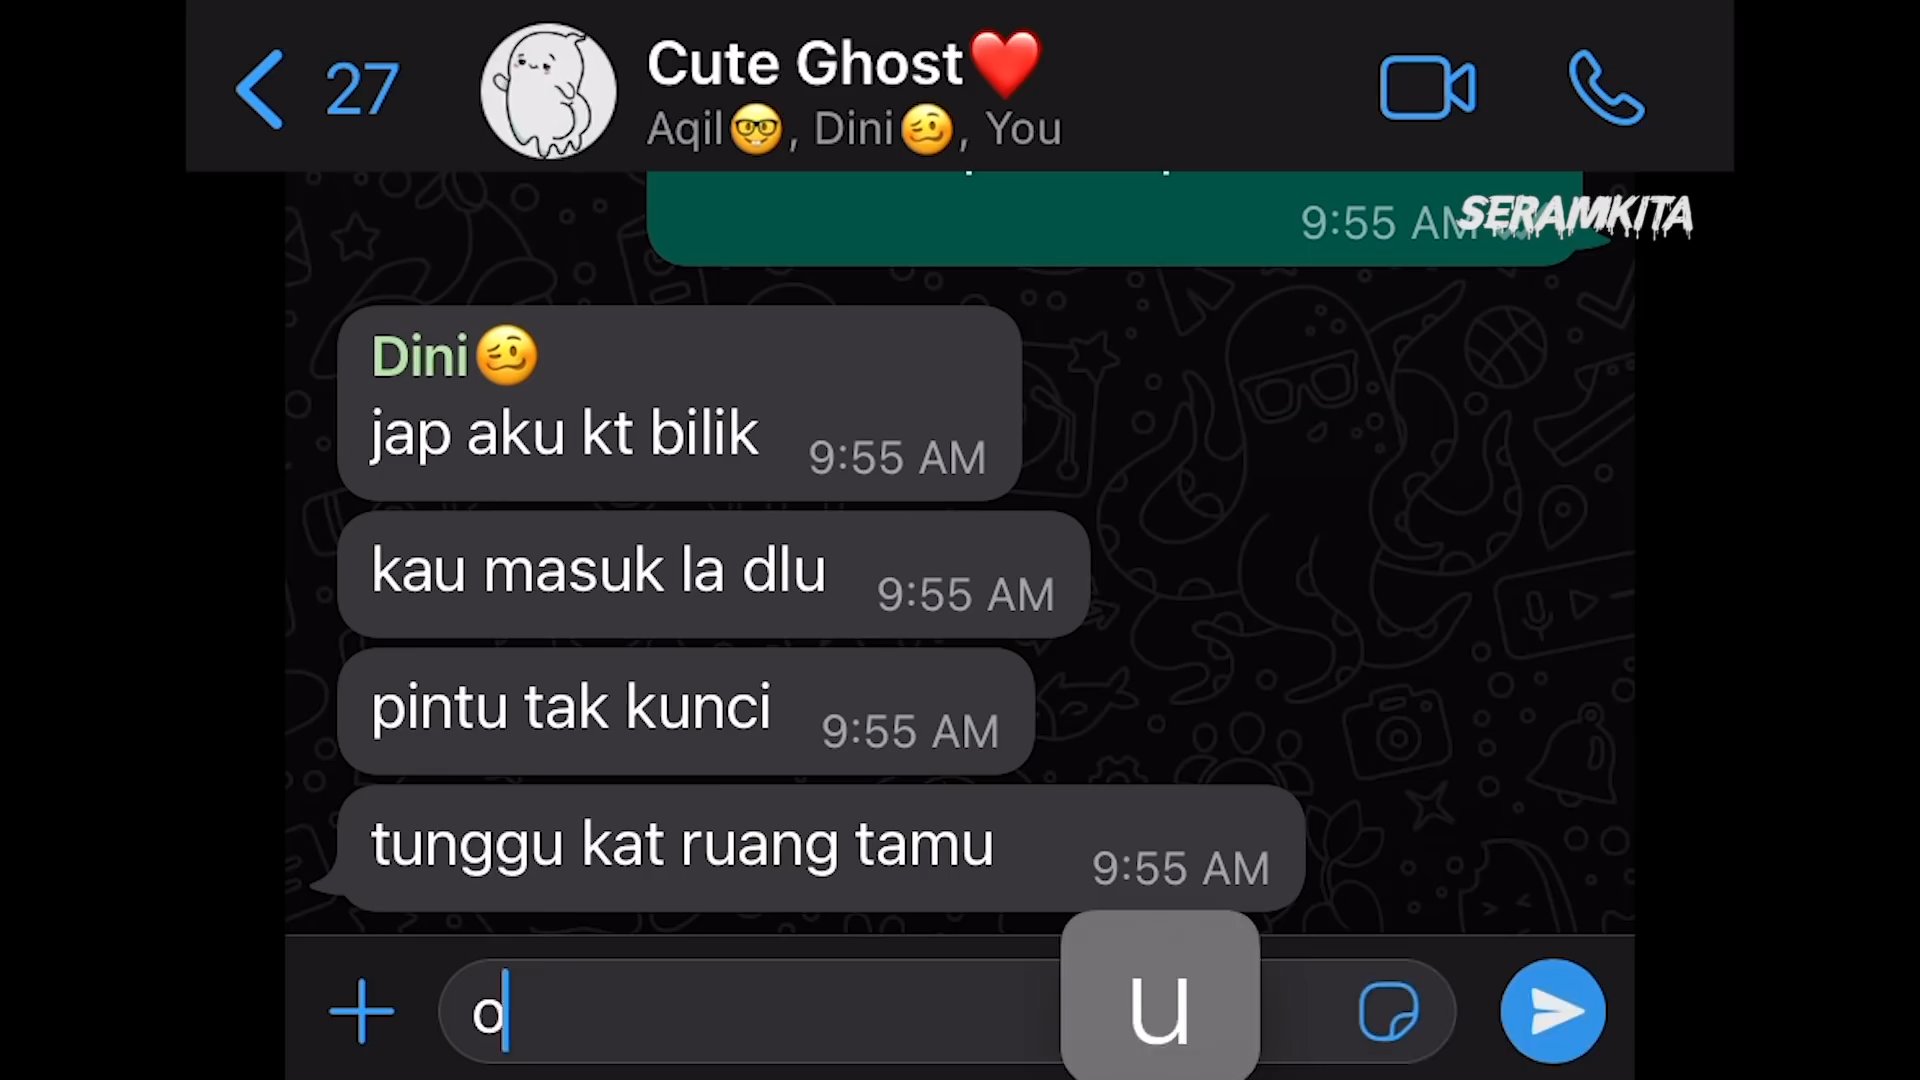 27
Cute Ghost❤️
Aqil🤓, Dini🥴, You
9:55 AM
SERAMKITA
Dini🥴
jap aku kt bilik 9:55 AM
kau masuk la dlu 9:55 AM
pintu tak kunci 9:55 AM
tunggu kat ruang tamu 9:55 AM
o
u